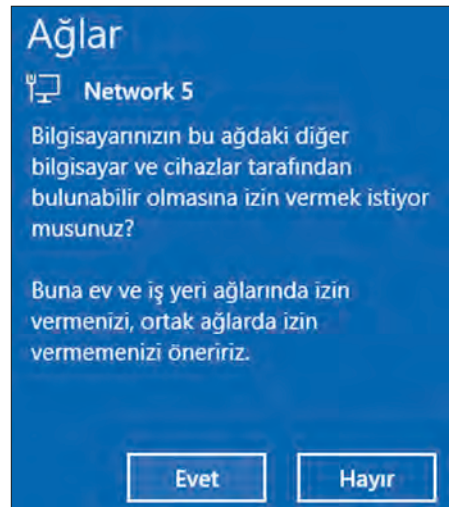 Ağlar
Network 5
Bilgisayarınızın bu ağdaki diğer
bilgisayar ve cihazlar tarafından
bulunabilir olmasına izin vermek istiyor
musunuz?
Buna ev ve iş yeri ağlarında izin
vermenizi, ortak ağlarda izin
vermemenizi öneririz.
Evet
Hayır